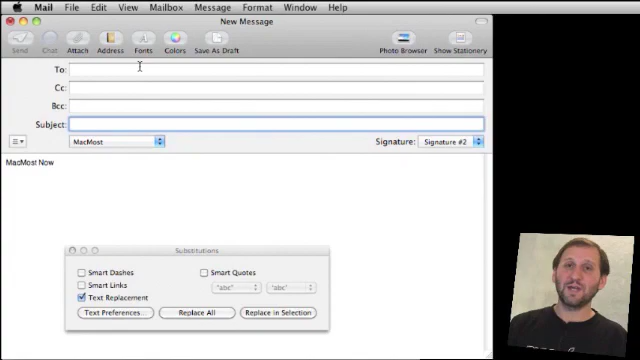 Mail File Edit View Mailbox Message Format Window Help
New Message
Send Chat Attach Address Fonts Colors Save As Draft Photo Browser Show Stationery
To:
Cc:
Bcc:
Subject:
MacMost Signature: Signature #2
MacMost Now
Substitutions
Smart Dashes Smart Quotes
Smart Links "abc" 'abc'
Text Replacement
Text Preferences... Replace All Replace in Selection